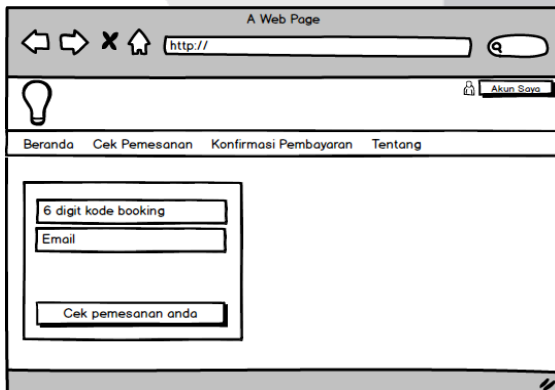 A Web Page
http://
Akun Saya
Beranda Cek Pemesanan Konfirmasi Pembayaran Tentang
6 digit kode booking
Email
Cek pemesanan anda